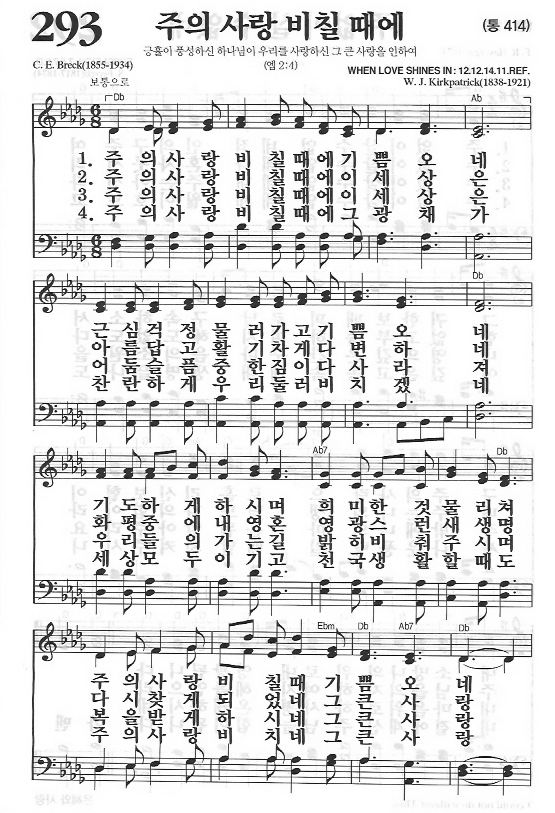 293 주의 사랑 비칠 때에 (통 414)
긍휼이 풍성하신 하나님이 우리를 사랑하신 그 큰 사랑을 인하여
C. E. Breck(1855-1934) (엡 2:4) WHEN LOVE SHINES IN : 12.12.14.11.REF.
보통으로 W. J. Kirkpatrick(1838-1921)
Db Ab
1. 주 의 사 랑 비 칠 때 에 기 쁨 오 네
2. 주 의 사 랑 비 칠 때 에 이 세 상 은
3. 주 의 사 랑 비 칠 때 에 이 세 상 은
4. 주 의 사 랑 비 칠 때 에 그 광 채 가
Db
근 심 걱 정 물 러 가 고 기 쁨 오 네
아 름 답 고 활 기 차 게 다 변 하 네
어 둠 슬 픔 중 한 짐 이 다 사 라 져
찬 란 하 게 우 리 둘 러 비 치 겠 네
Ab7 Db
기 도 하 게 하 시 며 희 미 한 것 물 리 쳐
화 평 중 에 내 영 혼 영 광 스 런 새 생 명
우 리 들 의 가 는 길 밝 히 비 춰 주 시 며
세 상 모 두 이 기 고 천 국 생 활 할 때 도
Ebm Db Ab7 Db
주 의 사 랑 비 칠 때 기 쁨 오 네
다 시 찾 게 되 었 네 그 큰 사 랑
복 을 받 게 하 시 네 그 큰 사 랑
주 의 사 랑 비 치 네 그 큰 사 랑